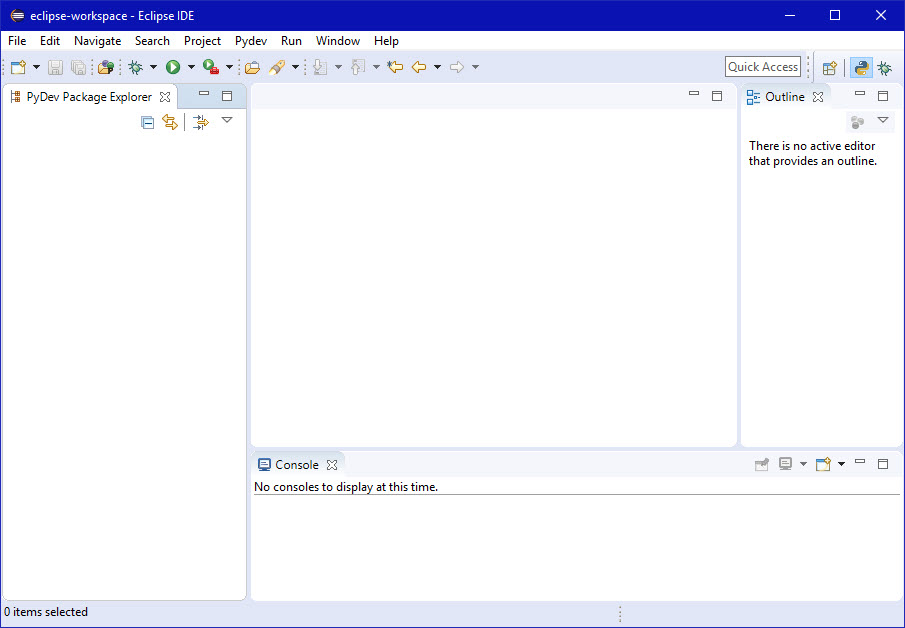 eclipse-workspace - Eclipse IDE
File Edit Navigate Search Project Pydev Run Window Help
Quick Access
PyDev Package Explorer
Outline
There is no active editor
that provides an outline.
Console
No consoles to display at this time.
0 items selected